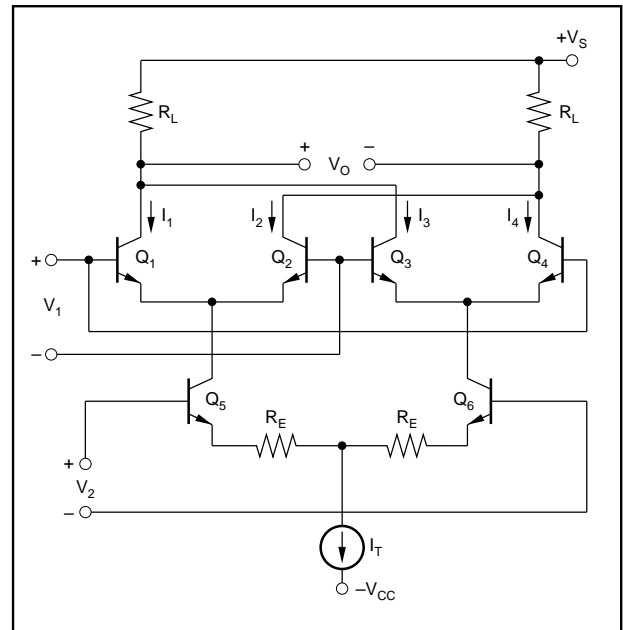 +V_S
R_L
R_L
+ V_O –
I_1
I_2
I_3
I_4
+
Q_1
Q_2
Q_3
Q_4
V_1
–
Q_5
Q_6
R_E
R_E
+
V_2
–
I_T
–V_CC